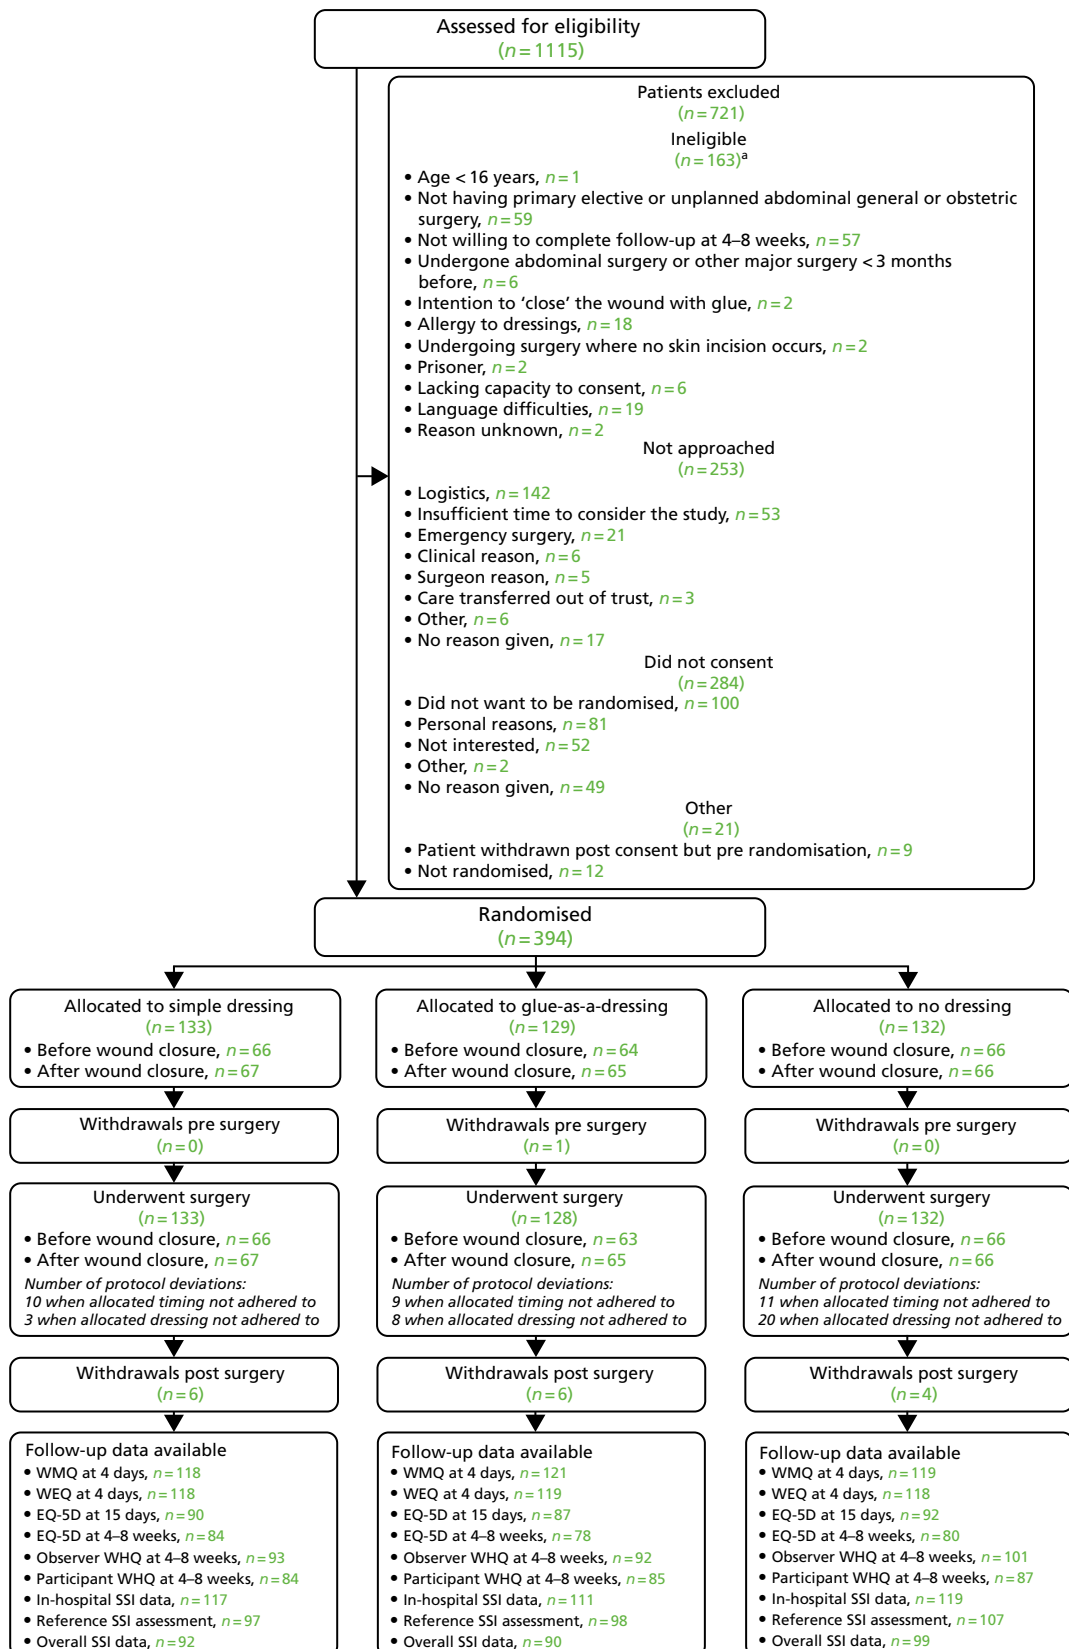 Assessed for eligibility
(n=1115)
Patients excluded
(n=721)
Ineligible
(n=163)a
• Age < 16 years, n=1
• Not having primary elective or unplanned abdominal general or obstetric
surgery, n=59
• Not willing to complete follow-up at 4–8 weeks, n=57
• Undergone abdominal surgery or other major surgery < 3 months
before, n=6
• Intention to ‘close’ the wound with glue, n=2
• Allergy to dressings, n=18
• Undergoing surgery where no skin incision occurs, n=2
• Prisoner, n=2
• Lacking capacity to consent, n=6
• Language difficulties, n=19
• Reason unknown, n=2
Not approached
(n=253)
• Logistics, n=142
• Insufficient time to consider the study, n=53
• Emergency surgery, n=21
• Clinical reason, n=6
• Surgeon reason, n=5
• Care transferred out of trust, n=3
• Other, n=6
• No reason given, n=17
Did not consent
(n=284)
• Did not want to be randomised, n=100
• Personal reasons, n=81
• Not interested, n=52
• Other, n=2
• No reason given, n=49
Other
(n=21)
• Patient withdrawn post consent but pre randomisation, n=9
• Not randomised, n=12
Randomised
(n=394)
Allocated to simple dressing
(n=133)
• Before wound closure, n=66
• After wound closure, n=67
Withdrawals pre surgery
(n=0)
Underwent surgery
(n=133)
• Before wound closure, n=66
• After wound closure, n=67
Number of protocol deviations:
10 when allocated timing not adhered to
3 when allocated dressing not adhered to
Withdrawals post surgery
(n=6)
Follow-up data available
• WMQ at 4 days, n=118
• WEQ at 4 days, n=118
• EQ-5D at 15 days, n=90
• EQ-5D at 4–8 weeks, n=84
• Observer WHQ at 4–8 weeks, n=93
• Participant WHQ at 4–8 weeks, n=84
• In-hospital SSI data, n=117
• Reference SSI assessment, n=97
• Overall SSI data, n=92
Allocated to glue-as-a-dressing
(n=129)
• Before wound closure, n=64
• After wound closure, n=65
Withdrawals pre surgery
(n=1)
Underwent surgery
(n=128)
• Before wound closure, n=63
• After wound closure, n=65
Number of protocol deviations:
9 when allocated timing not adhered to
8 when allocated dressing not adhered to
Withdrawals post surgery
(n=6)
Follow-up data available
• WMQ at 4 days, n=121
• WEQ at 4 days, n=119
• EQ-5D at 15 days, n=87
• EQ-5D at 4–8 weeks, n=78
• Observer WHQ at 4–8 weeks, n=92
• Participant WHQ at 4–8 weeks, n=85
• In-hospital SSI data, n=111
• Reference SSI assessment, n=98
• Overall SSI data, n=90
Allocated to no dressing
(n=132)
• Before wound closure, n=66
• After wound closure, n=66
Withdrawals pre surgery
(n=0)
Underwent surgery
(n=132)
• Before wound closure, n=66
• After wound closure, n=66
Number of protocol deviations:
11 when allocated timing not adhered to
20 when allocated dressing not adhered to
Withdrawals post surgery
(n=4)
Follow-up data available
• WMQ at 4 days, n=119
• WEQ at 4 days, n=118
• EQ-5D at 15 days, n=92
• EQ-5D at 4–8 weeks, n=80
• Observer WHQ at 4–8 weeks, n=101
• Participant WHQ at 4–8 weeks, n=87
• In-hospital SSI data, n=119
• Reference SSI assessment, n=107
• Overall SSI data, n=99